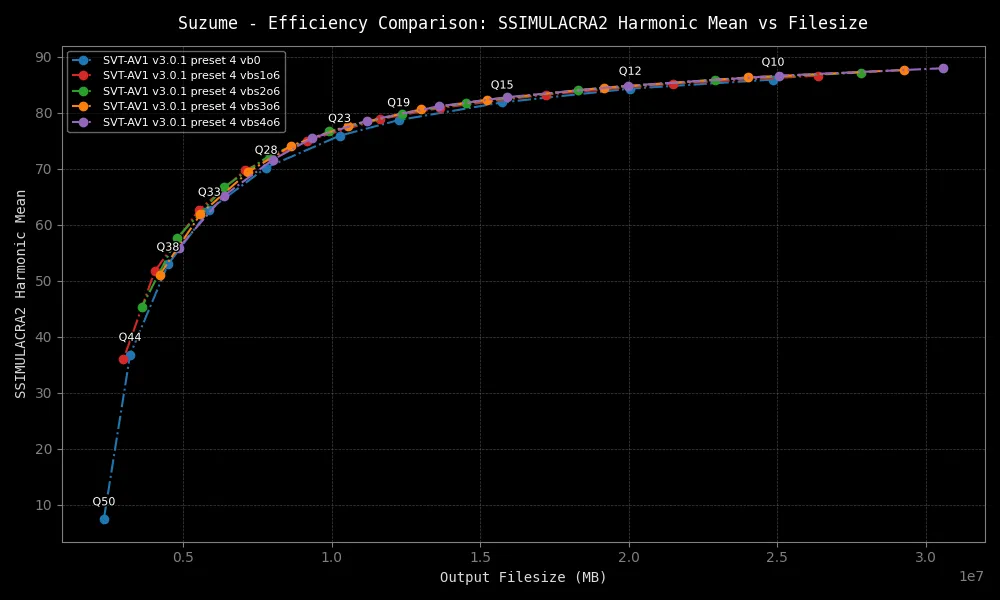 Suzume - Efficiency Comparison: SSIMULACRA2 Harmonic Mean vs Filesize
SVT-AV1 v3.0.1 preset 4 vb0
SVT-AV1 v3.0.1 preset 4 vbs1o6
SVT-AV1 v3.0.1 preset 4 vbs2o6
SVT-AV1 v3.0.1 preset 4 vbs3o6
SVT-AV1 v3.0.1 preset 4 vbs4o6
SSIMULACRA2 Harmonic Mean
90
80
70
60
50
40
30
20
10
Q10
Q12
Q15
Q19
Q23
Q28
Q33
Q38
Q44
Q50
0.5
1.0
1.5
2.0
2.5
3.0
1e7
Output Filesize (MB)